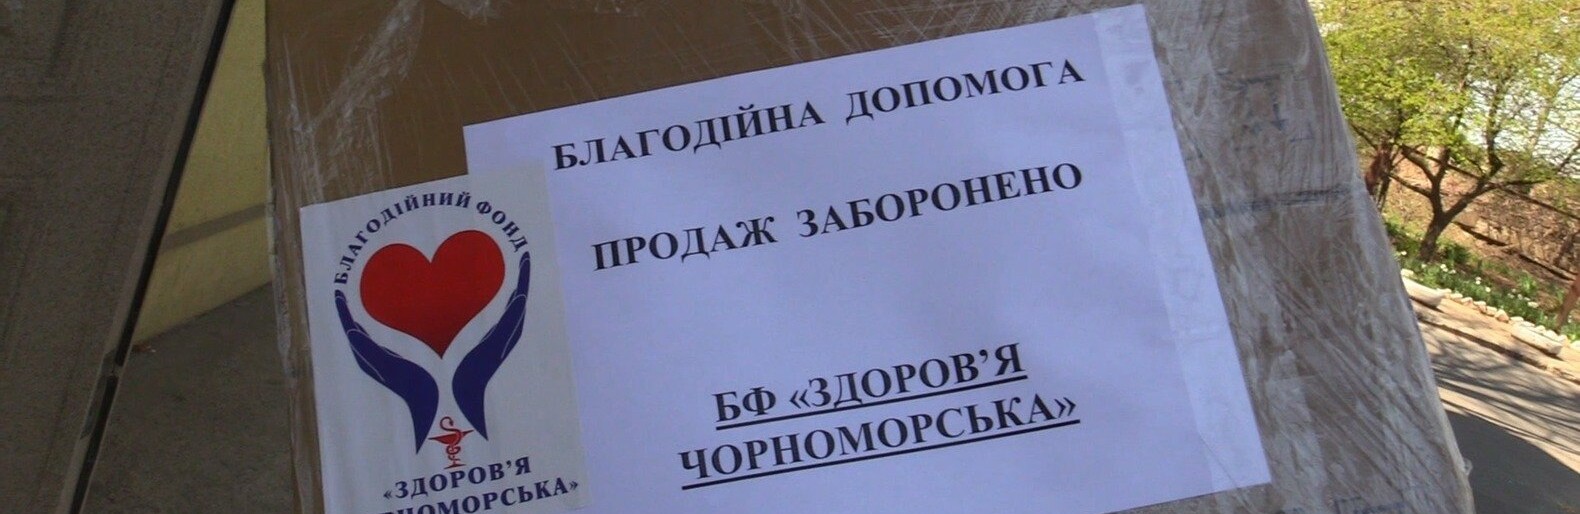 БЛАГОДІЙНА ДОПОМОГА
ПРОДАЖ ЗАБОРОНЕНО
БФ «ЗДОРОВ’Я
ЧОРНОМОРСЬКА»
БЛАГОДІЙНИЙ ФОНД
«ЗДОРОВ’Я